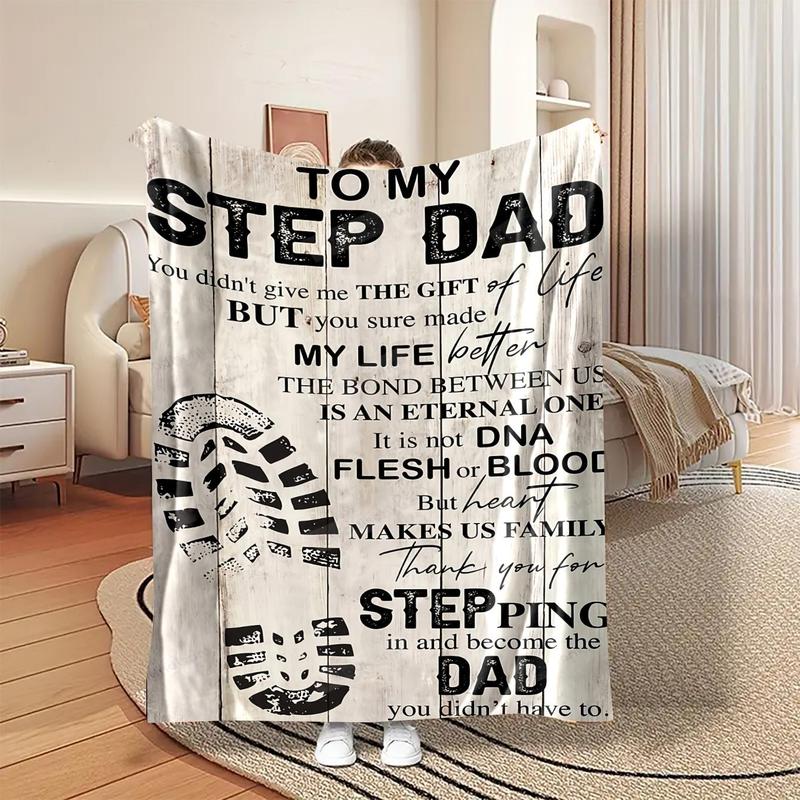 TO MY
STEP DAD
You didn't give me THE GIFT of life
BUT you sure made
MY LIFE better
THE BOND BETWEEN US
IS AN ETERNAL ONE
It is not DNA
FLESH or BLOOD
But heart
MAKES US FAMILY
Thank you for
STEPPING
in and become the
DAD
you didn't have to.